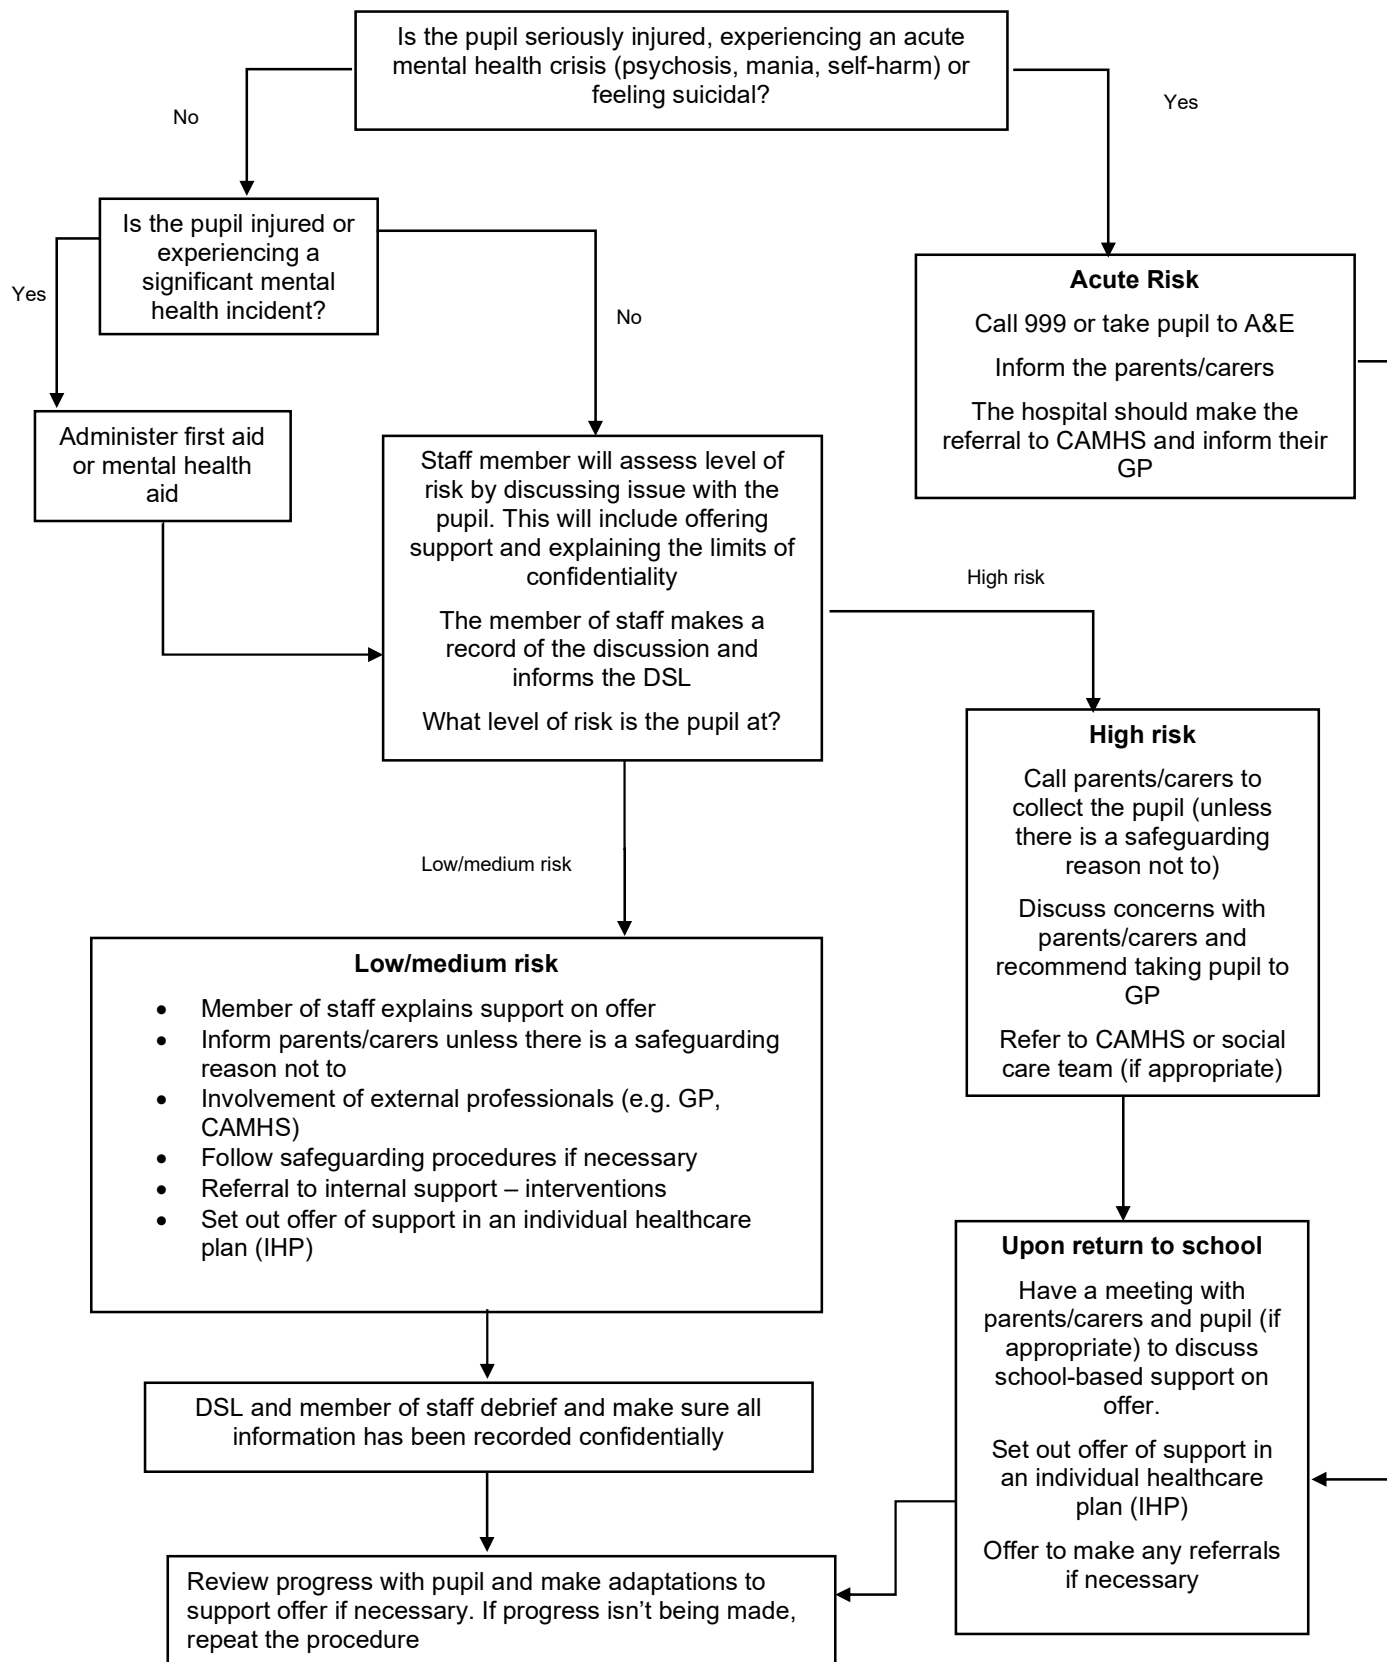 Is the pupil seriously injured, experiencing an acute
mental health crisis (psychosis, mania, self-harm) or
feeling suicidal?
No
Yes
Is the pupil injured or
experiencing a
significant mental
health incident?
Yes
No
Acute Risk
Call 999 or take pupil to A&E
Inform the parents/carers
The hospital should make the
referral to CAMHS and inform their
GP
Administer first aid
or mental health
aid
Staff member will assess level of
risk by discussing issue with the
pupil. This will include offering
support and explaining the limits of
confidentiality
The member of staff makes a
record of the discussion and
informs the DSL
What level of risk is the pupil at?
High risk
High risk
Call parents/carers to
collect the pupil (unless
there is a safeguarding
reason not to)
Discuss concerns with
parents/carers and
recommend taking pupil to
GP
Refer to CAMHS or social
care team (if appropriate)
Low/medium risk
Low/medium risk
• Member of staff explains support on offer
• Inform parents/carers unless there is a safeguarding
reason not to
• Involvement of external professionals (e.g. GP,
CAMHS)
• Follow safeguarding procedures if necessary
• Referral to internal support – interventions
• Set out offer of support in an individual healthcare
plan (IHP)
Upon return to school
Have a meeting with
parents/carers and pupil (if
appropriate) to discuss
school-based support on
offer.
Set out offer of support in
an individual healthcare
plan (IHP)
Offer to make any referrals
if necessary
DSL and member of staff debrief and make sure all
information has been recorded confidentially
Review progress with pupil and make adaptations to
support offer if necessary. If progress isn’t being made,
repeat the procedure